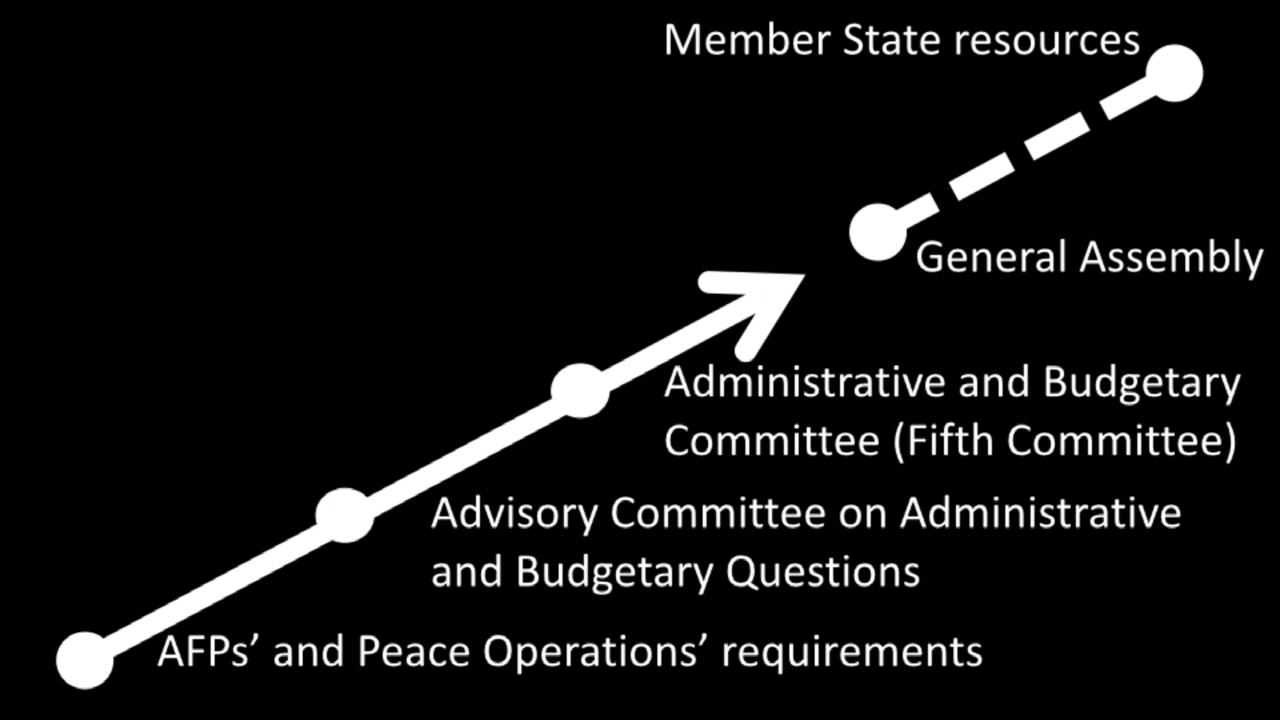 Member State resources
General Assembly
Administrative and Budgetary
Committee (Fifth Committee)
Advisory Committee on Administrative
and Budgetary Questions
AFPs’ and Peace Operations’ requirements